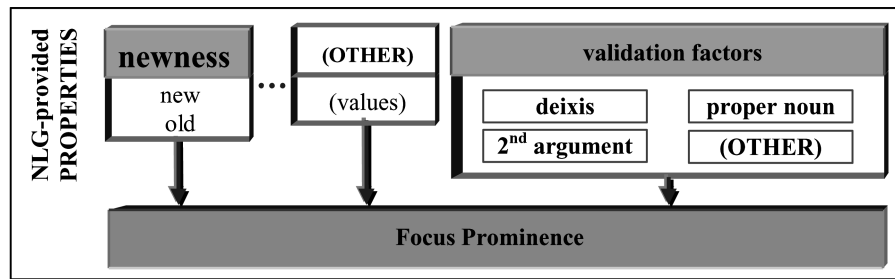 NLG-provided
PROPERTIES
newness
new
old
...
(OTHER)
(values)
validation factors
deixis
proper noun
2nd argument
(OTHER)
Focus Prominence